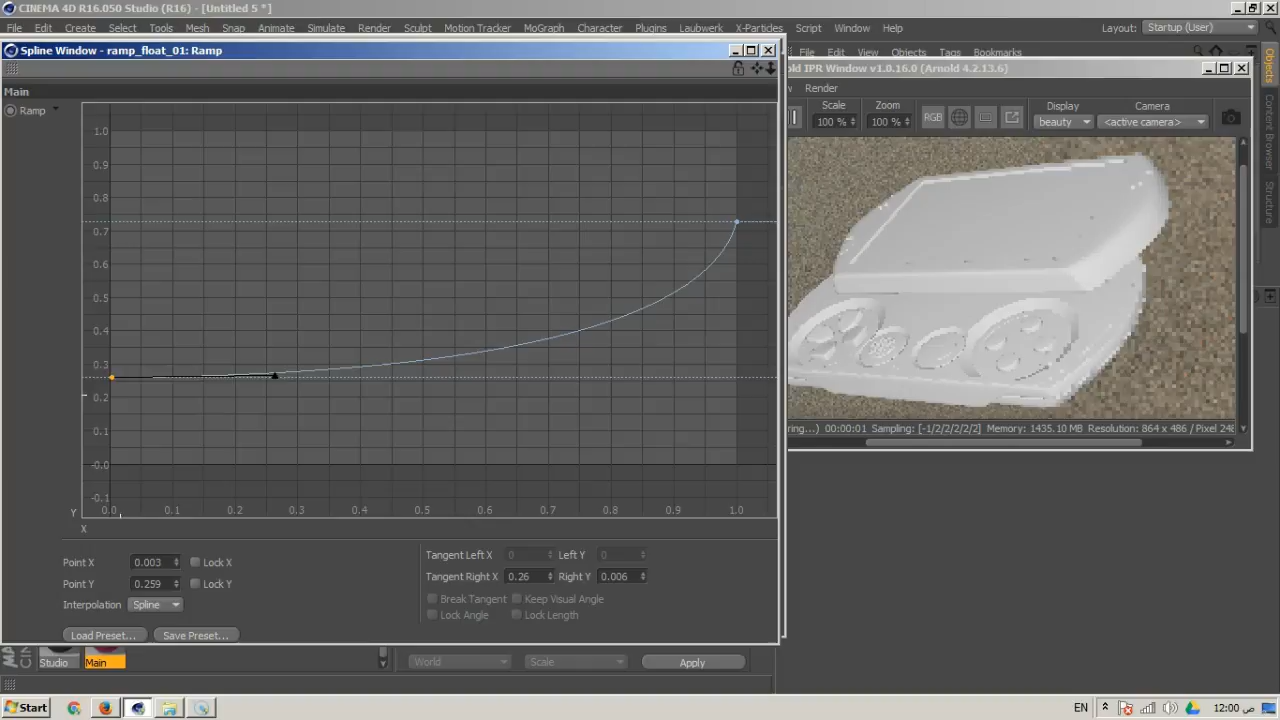 CINEMA 4D R16.050 Studio (R16) - [Untitled 5 *]
File Edit Create Select Tools Mesh Snap Animate Simulate Render Sculpt Motion Tracker MoGraph Character Plugins Laubwerk X-Particles Script Window Help Layout: Startup (User)
Spline Window - ramp_float_01: Ramp
File Edit View Objects Tags Bookmarks
Objects
Content Browser
Structure
IPR Window v1.0.16.0 (Arnold 4.2.13.6)
Main
Render
Ramp
Scale Zoom Display Camera
100 % 100 % RGB beauty <active camera>
1.0
0.9
0.8
0.7
0.6
0.5
0.4
0.3
0.2
0.1
-0.0
-0.1
0.0 0.1 0.2 0.3 0.4 0.5 0.6 0.7 0.8 0.9 1.0
Y
X
00:00:01 Sampling: [-1/2/2/2/2/2] Memory: 1435.10 MB Resolution: 864 x 486 / Pixel
Point X 0.003 Lock X
Point Y 0.259 Lock Y
Interpolation Spline
Tangent Left X 0 Left Y 0
Tangent Right X 0.26 Right Y 0.006
Break Tangent Keep Visual Angle
Lock Angle Lock Length
Load Preset... Save Preset...
Studio Main World Scale Apply
Start EN 12:00 ص